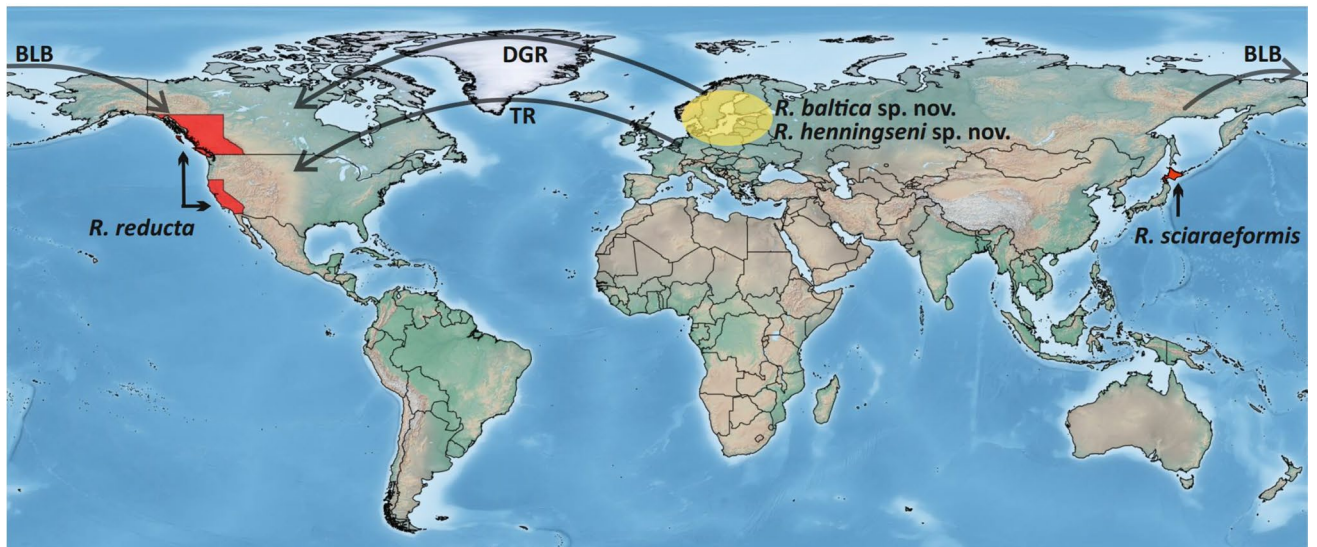 BLB
DGR
BLB
TR
R. baltica sp. nov.
R. henningseni sp. nov.
R. reducta
R. sciaraeformis